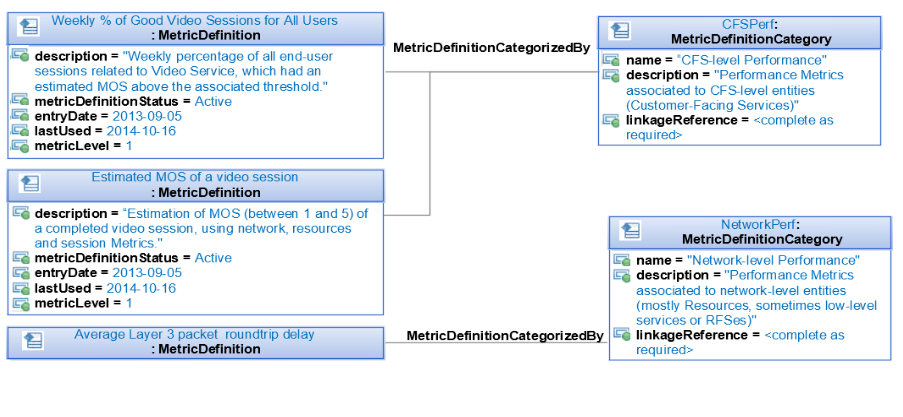 Weekly % of Good Video Sessions for All Users
: MetricDefinition
description = "Weekly percentage of all end-user
sessions related to Video Service, which had an
estimated MOS above the associated threshold."
metricDefinitionStatus = Active
entryDate = 2013-09-05
lastUsed = 2014-10-16
metricLevel = 1
MetricDefinitionCategorizedBy
CFSPerf:
MetricDefinitionCategory
name = "CFS-level Performance"
description = "Performance Metrics
associated to CFS-level entities
(Customer-Facing Services)"
linkageReference = <complete as
required>
Estimated MOS of a video session
: MetricDefinition
description = "Estimation of MOS (between 1 and 5) of
a completed video session, using network, resources
and session Metrics."
metricDefinitionStatus = Active
entryDate = 2013-09-05
lastUsed = 2014-10-16
metricLevel = 1
NetworkPerf:
MetricDefinitionCategory
name = "Network-level Performance"
description = "Performance Metrics
associated to network-level entities
(mostly Resources, sometimes low-level
services or RFSes)"
linkageReference = <complete as
required>
Average Layer 3 packet roundtrip delay
: MetricDefinition
MetricDefinitionCategorizedBy